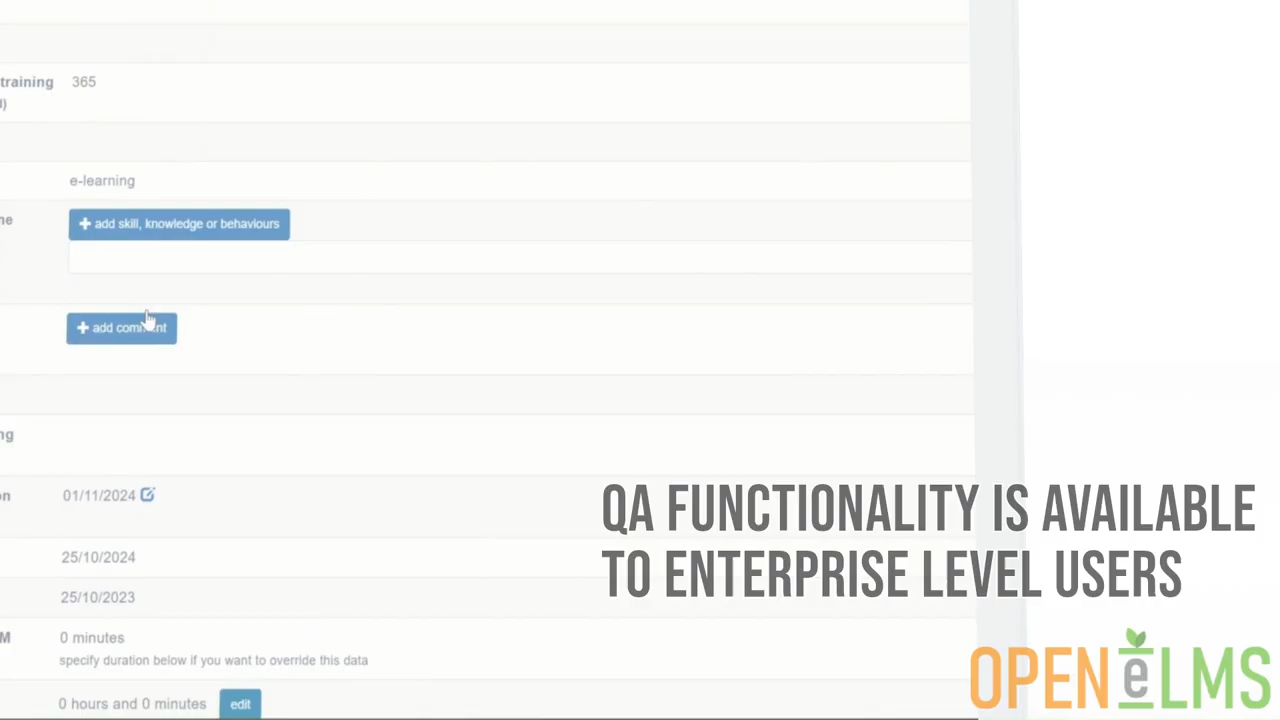 training 365
e-learning
add skill, knowledge or behaviours
add comment
01/11/2024
25/10/2024
25/10/2023
M 0 minutes
specify duration below if you want to override this data
0 hours and 0 minutes edit
QA FUNCTIONALITY IS AVAILABLE
TO ENTERPRISE LEVEL USERS
OPEN eLMS